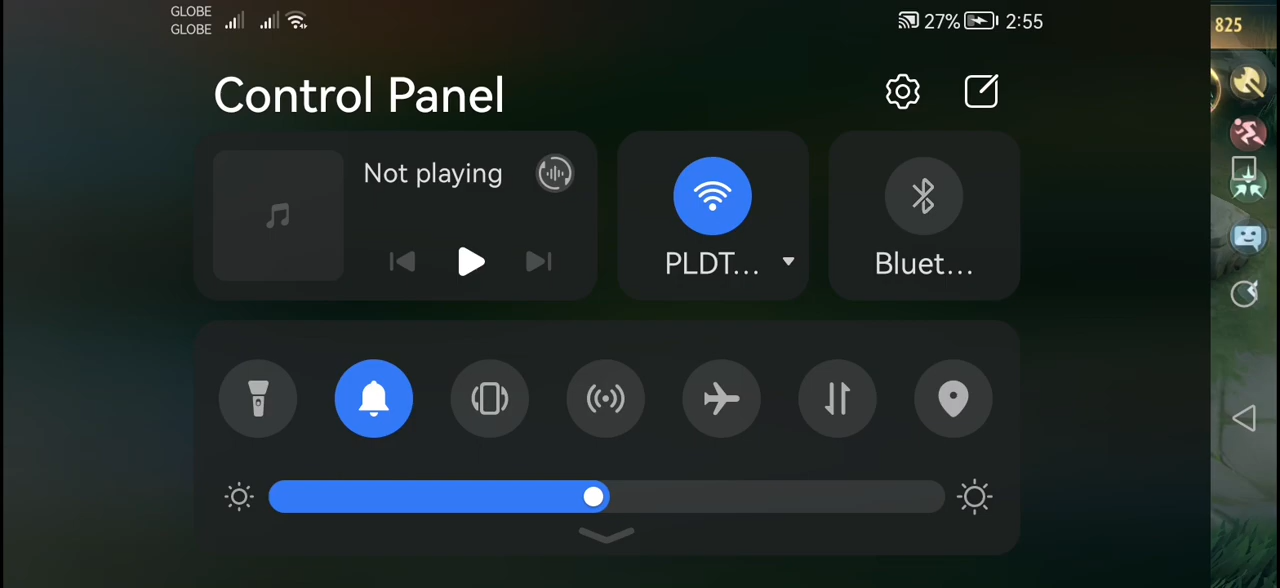 GLOBE
GLOBE
27% 2:55
825
Control Panel
Not playing
PLDT...
Bluet...